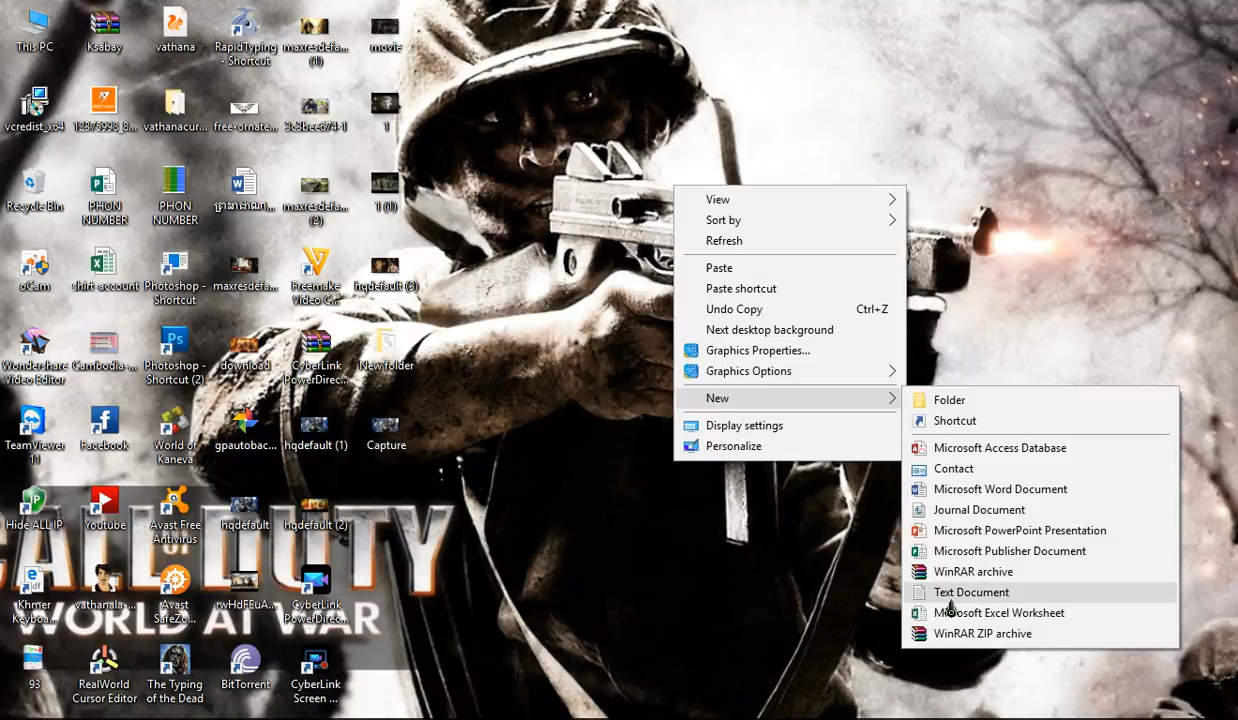 This PC
Ksabay
vathana
RapidTyping
- Shortcut
maxresdefa...
(1)
movie
vcredist_x64
12375993_8...
vathanacur...
free-ornate...
3c3bee674-1
1
Recycle Bin
PHON
NUMBER
PHON
NUMBER
maxresdefa...
(2)
1 (1)
oCam
shirt-account
Photoshop -
Shortcut
maxresdefa...
Freemake
Video C...
hqdefault (3)
Wondershare
Video Editor
Cambodia-...
Photoshop -
Shortcut (2)
download
CyberLink
PowerDirec...
New folder
TeamViewer
11
Facebook
World of
Kaneva
gpautobac...
hqdefault (1)
Capture
Hide ALL IP
Youtube
Avast Free
Antivirus
hqdefault
hqdefault (2)
CALL OF DUTY
WORLD AT WAR
Khmer
Keyboa...
vathanala-...
Avast
SafeZo...
rwHdFEuA...
CyberLink
PowerDirec...
93
RealWorld
Cursor Editor
The Typing
of the Dead
BitTorrent
CyberLink
Screen ...
View
Sort by
Refresh
Paste
Paste shortcut
Undo Copy Ctrl+Z
Next desktop background
Graphics Properties...
Graphics Options
New
Display settings
Personalize
Folder
Shortcut
Microsoft Access Database
Contact
Microsoft Word Document
Journal Document
Microsoft PowerPoint Presentation
Microsoft Publisher Document
WinRAR archive
Text Document
Microsoft Excel Worksheet
WinRAR ZIP archive